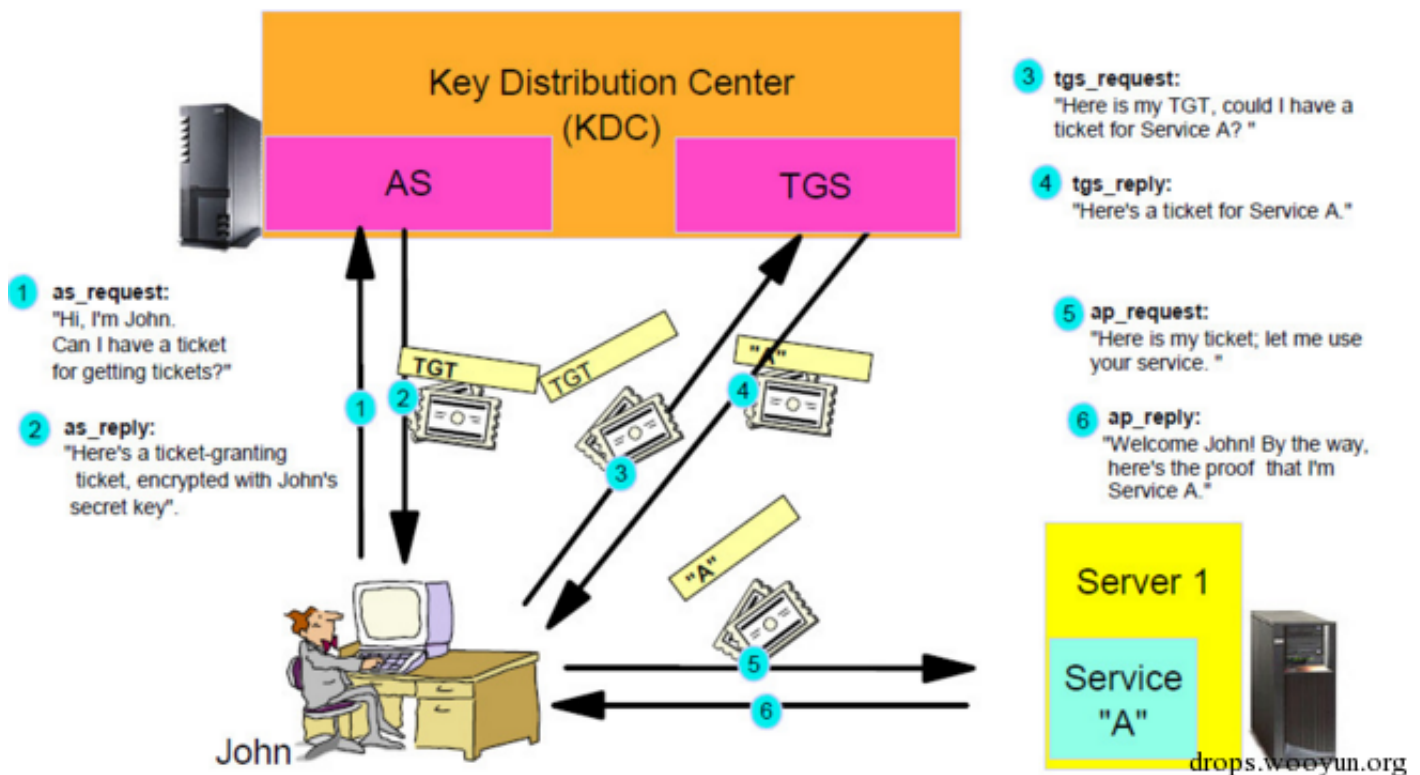 Key Distribution Center
(KDC)
AS
TGS
1
as_request:
"Hi, I'm John.
Can I have a ticket
for getting tickets?"
2
as_reply:
"Here's a ticket-granting
ticket, encrypted with John's
secret key".
3
tgs_request:
"Here is my TGT, could I have a
ticket for Service A? "
4
tgs_reply:
"Here's a ticket for Service A."
5
ap_request:
"Here is my ticket; let me use
your service. "
6
ap_reply:
"Welcome John! By the way,
here's the proof that I'm
Service A."
1
2
TGT
TGT
3
"A"
4
"A"
5
6
John
Server 1
Service
"A"
drops.wooyun.org